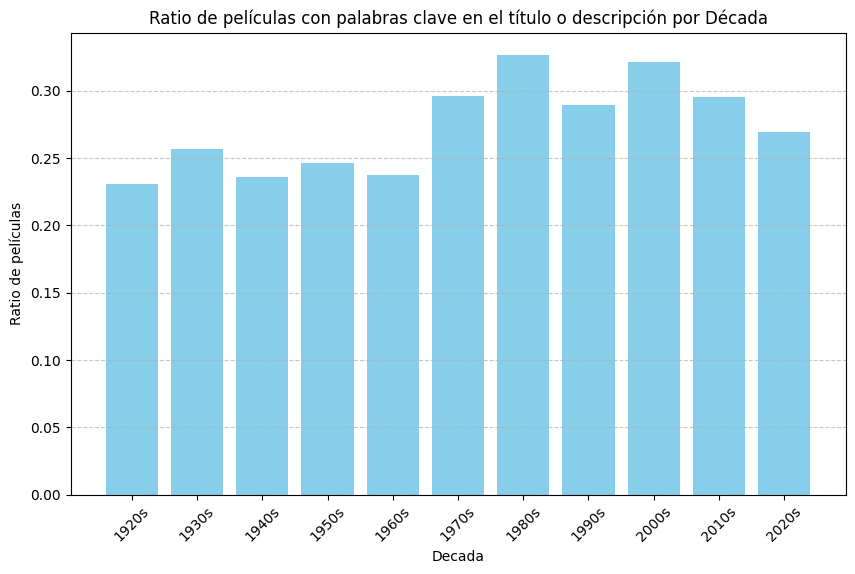 Ratio de películas con palabras clave en el título o descripción por Década
Ratio de películas
0.30
0.25
0.20
0.15
0.10
0.05
0.00
1920s
1930s
1940s
1950s
1960s
1970s
1980s
1990s
2000s
2010s
2020s
Decada